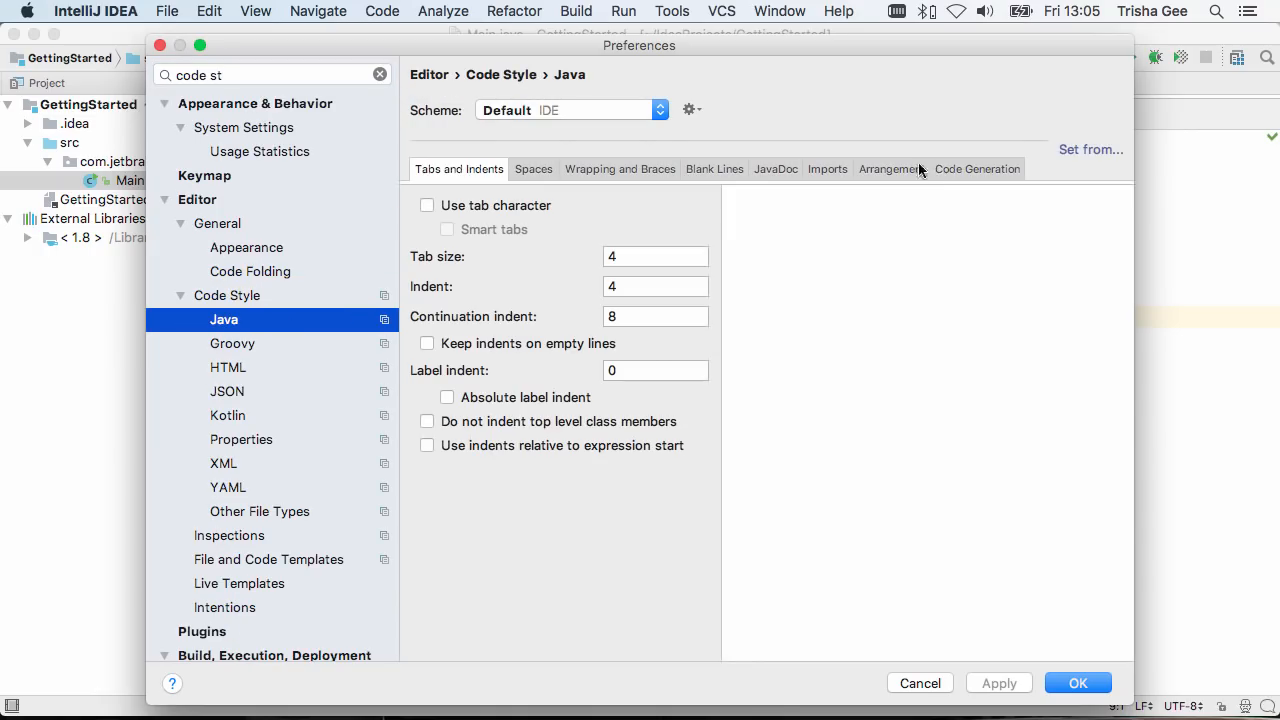 IntelliJ IDEA File Edit View Navigate Code Analyze Refactor Build Run Tools VCS Window Help Fri 13:05 Trisha Gee
Preferences
GettingStarted
Project
GettingStarted
.idea
src
com.jetbra
Main
GettingStarte
External Libraries
< 1.8 > /Libra
code st
Appearance & Behavior
System Settings
Usage Statistics
Keymap
Editor
General
Appearance
Code Folding
Code Style
Java
Groovy
HTML
JSON
Kotlin
Properties
XML
YAML
Other File Types
Inspections
File and Code Templates
Live Templates
Intentions
Plugins
Build, Execution, Deployment
Editor › Code Style › Java
Scheme: Default IDE
Set from...
Tabs and Indents Spaces Wrapping and Braces Blank Lines JavaDoc Imports Arrangement Code Generation
Use tab character
Smart tabs
Tab size: 4
Indent: 4
Continuation indent: 8
Keep indents on empty lines
Label indent: 0
Absolute label indent
Do not indent top level class members
Use indents relative to expression start
? Cancel Apply OK
9:1 LF UTF-8